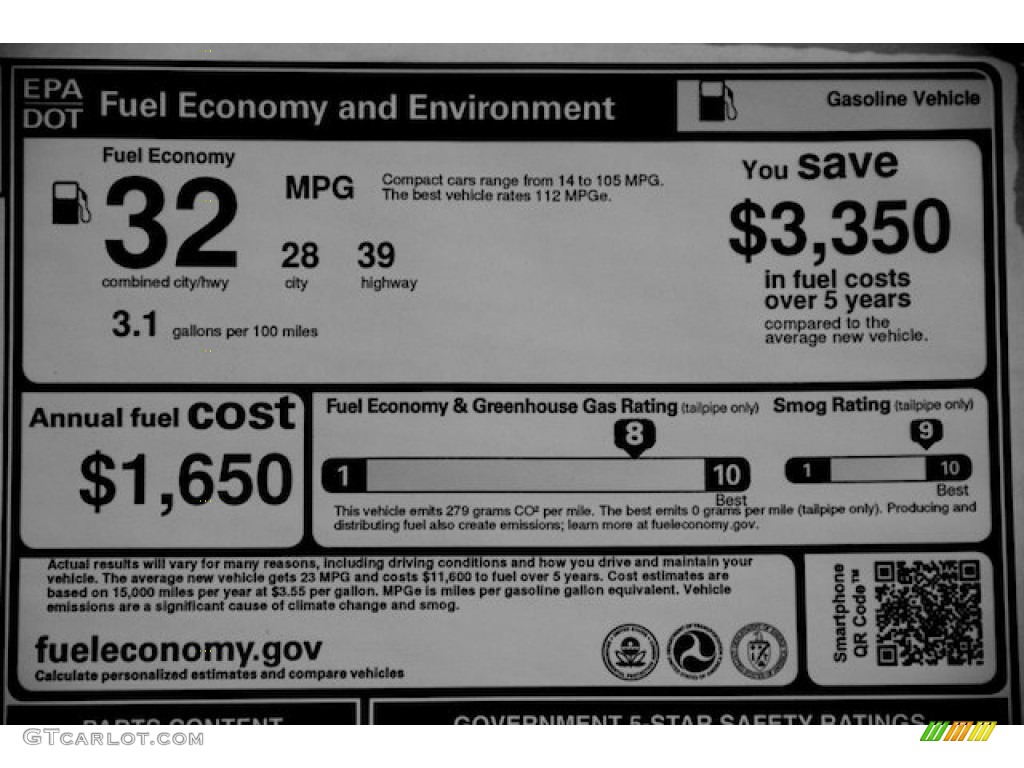 EPA
DOT
Fuel Economy and Environment
Gasoline Vehicle
Fuel Economy
32
MPG
Compact cars range from 14 to 105 MPG.
The best vehicle rates 112 MPGe.
You save
$3,350
in fuel costs
over 5 years
compared to the
average new vehicle.
28
39
combined city/hwy
city
highway
3.1 gallons per 100 miles
Annual fuel cost
$1,650
Fuel Economy & Greenhouse Gas Rating (tailpipe only)
8
1
10
Best
Smog Rating (tailpipe only)
9
1
10
Best
This vehicle emits 279 grams CO² per mile. The best emits 0 grams per mile (tailpipe only). Producing and
distributing fuel also create emissions; learn more at fueleconomy.gov.
Actual results will vary for many reasons, including driving conditions and how you drive and maintain your
vehicle. The average new vehicle gets 23 MPG and costs $11,600 to fuel over 5 years. Cost estimates are
based on 15,000 miles per year at $3.55 per gallon. MPGe is miles per gasoline gallon equivalent. Vehicle
emissions are a significant cause of climate change and smog.
fueleconomy.gov
Calculate personalized estimates and compare vehicles
Smartphone
QR Code™
PARTS CONTENT
GOVERNMENT 5-STAR SAFETY RATINGS
GTcarlot.com